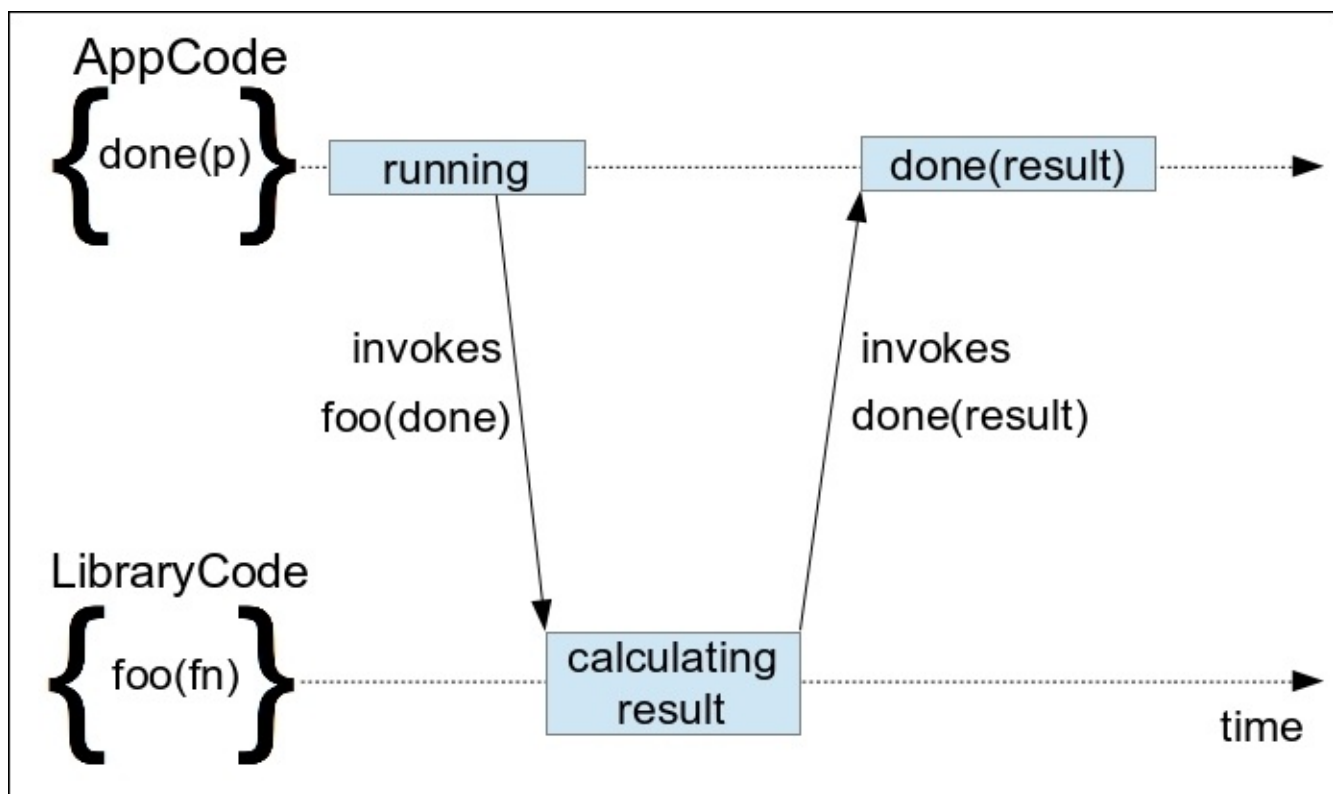 AppCode
done(p)
running
done(result)
invokes
foo(done)
invokes
done(result)
LibraryCode
foo(fn)
calculating
result
time